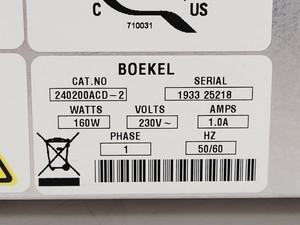 C US
710031
BOEKEL
CAT.NO SERIAL
240200ACD-2 1933 25218
WATTS VOLTS AMPS
160W 230V~ 1.0A
PHASE HZ
1 50/60